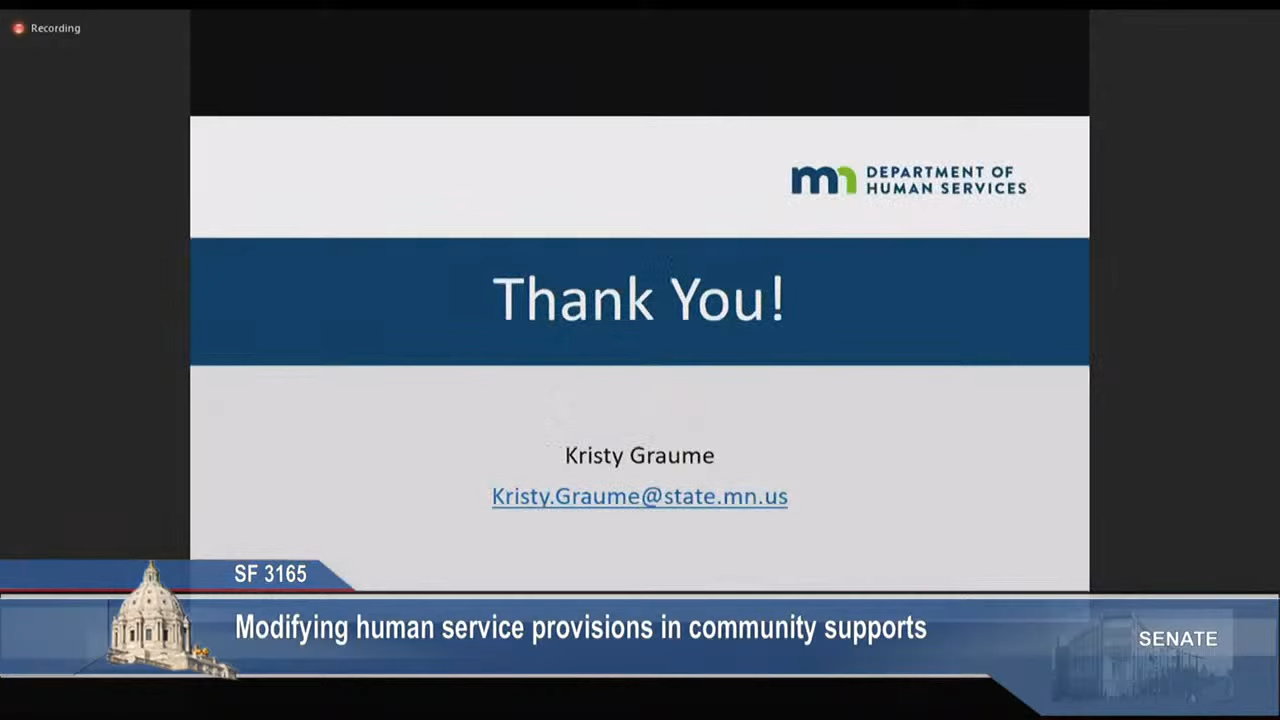 Recording
mn DEPARTMENT OF
HUMAN SERVICES
Thank You!
Kristy Graume
Kristy.Graume@state.mn.us
SF 3165
Modifying human service provisions in community supports
SENATE